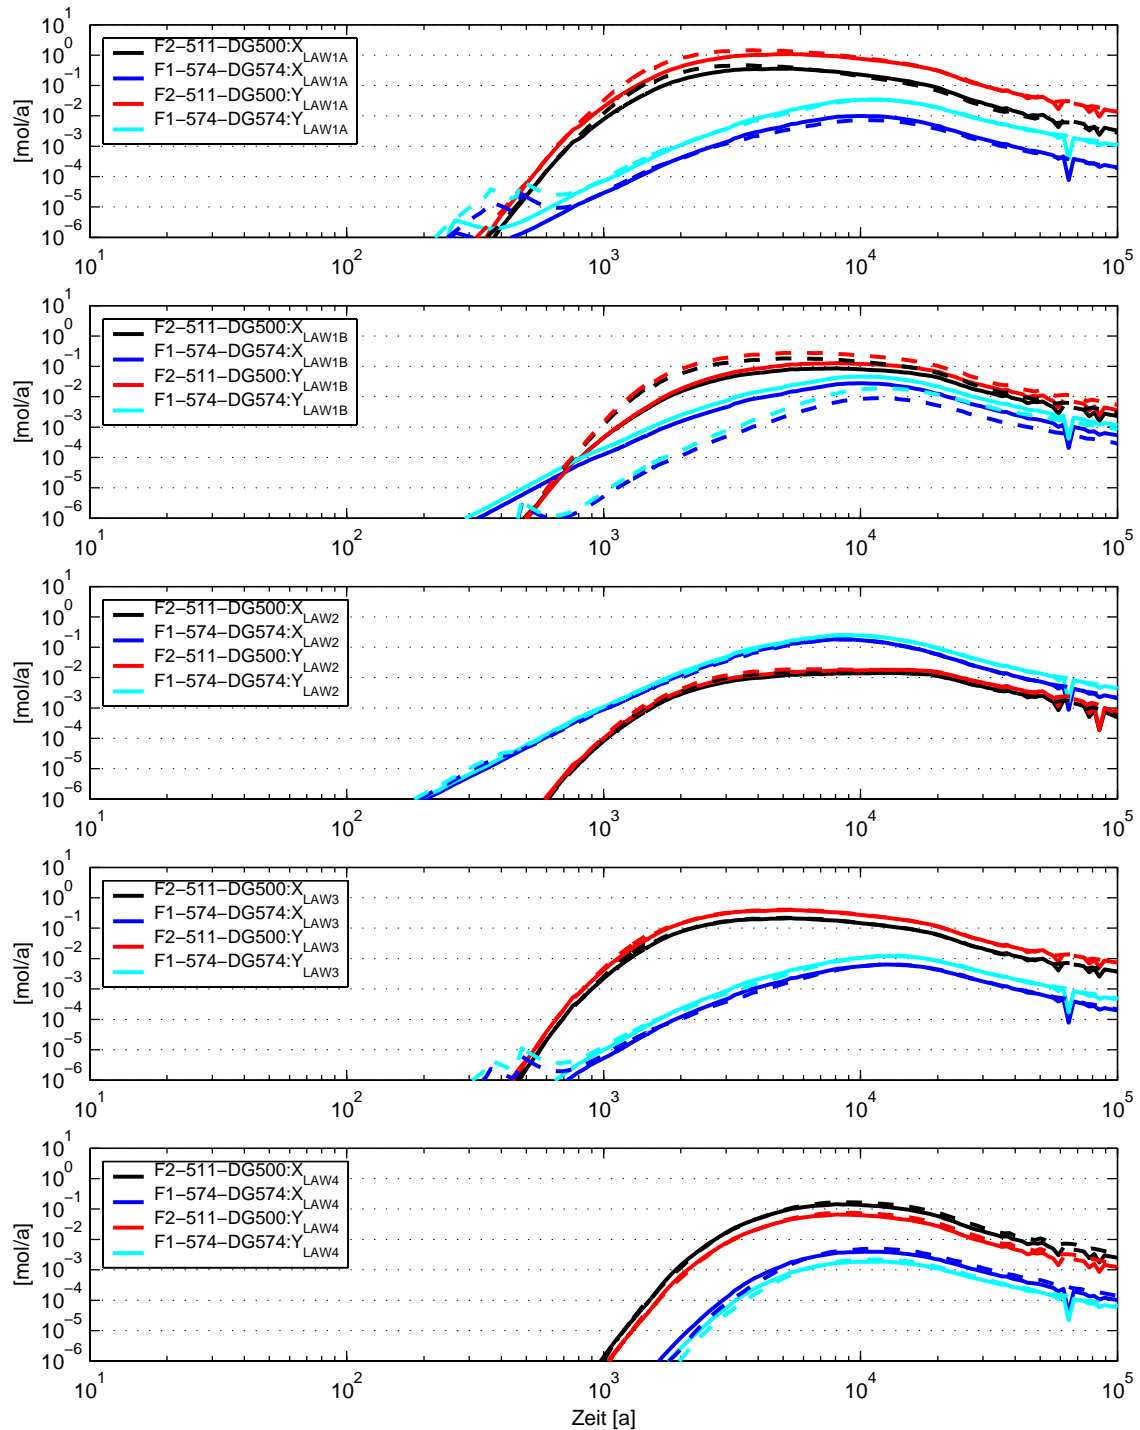 10^1
10^0
10^−1
10^−2
10^−3
10^−4
10^−5
10^−6
[mol/a]
F2−511−DG500:X_LAW1A
F1−574−DG574:X_LAW1A
F2−511−DG500:Y_LAW1A
F1−574−DG574:Y_LAW1A
10^1 10^2 10^3 10^4 10^5
10^1
10^0
10^−1
10^−2
10^−3
10^−4
10^−5
10^−6
[mol/a]
F2−511−DG500:X_LAW1B
F1−574−DG574:X_LAW1B
F2−511−DG500:Y_LAW1B
F1−574−DG574:Y_LAW1B
10^1 10^2 10^3 10^4 10^5
10^1
10^0
10^−1
10^−2
10^−3
10^−4
10^−5
10^−6
[mol/a]
F2−511−DG500:X_LAW2
F1−574−DG574:X_LAW2
F2−511−DG500:Y_LAW2
F1−574−DG574:Y_LAW2
10^1 10^2 10^3 10^4 10^5
10^1
10^0
10^−1
10^−2
10^−3
10^−4
10^−5
10^−6
[mol/a]
F2−511−DG500:X_LAW3
F1−574−DG574:X_LAW3
F2−511−DG500:Y_LAW3
F1−574−DG574:Y_LAW3
10^1 10^2 10^3 10^4 10^5
10^1
10^0
10^−1
10^−2
10^−3
10^−4
10^−5
10^−6
[mol/a]
F2−511−DG500:X_LAW4
F1−574−DG574:X_LAW4
F2−511−DG500:Y_LAW4
F1−574−DG574:Y_LAW4
10^1 10^2 10^3 10^4 10^5
Zeit [a]